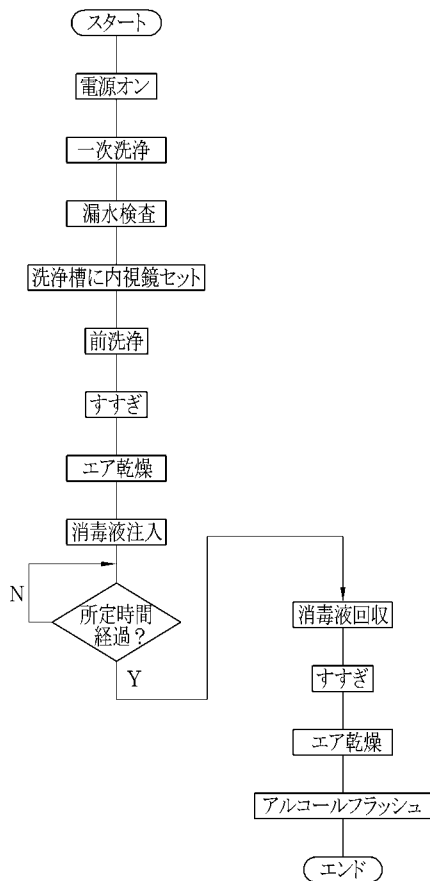 スタート
電源オン
一次洗浄
漏水検査
洗浄槽に内視鏡セット
前洗浄
すすぎ
エア乾燥
消毒液注入
N
所定時間
経過？
Y
消毒液回収
すすぎ
エア乾燥
アルコールフラッシュ
エンド